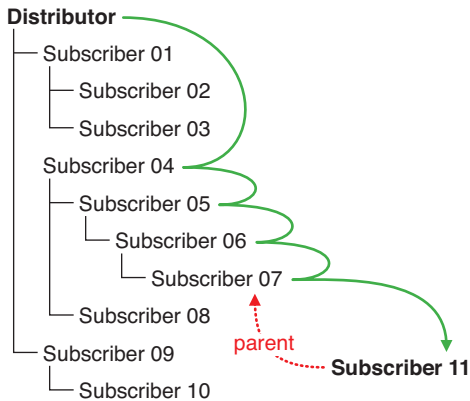 Distributor
Subscriber 01
Subscriber 02
Subscriber 03
Subscriber 04
Subscriber 05
Subscriber 06
Subscriber 07
Subscriber 08
parent
Subscriber 09
Subscriber 11
Subscriber 10